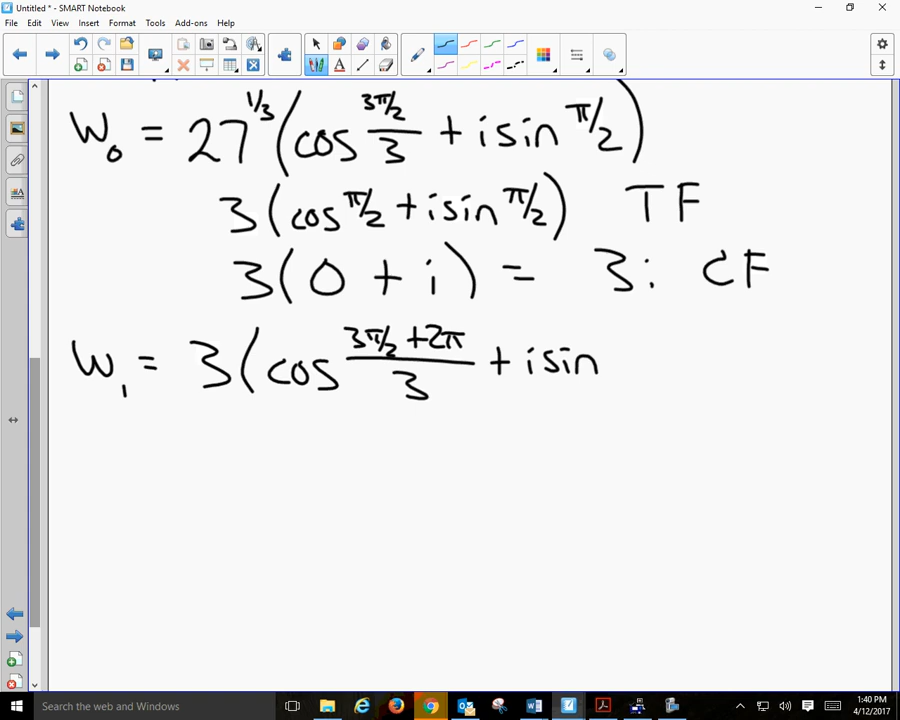 Untitled * - SMART Notebook
File Edit View Insert Format Tools Add-ons Help
W₀ = 27^(1/3) (cos (3π/2)/3 + i sin π/2)
3(cos π/2 + i sin π/2) TF
3(0 + i) = 3i CF
W₁ = 3(cos (3π/2 + 2π)/3 + i sin
Search the web and Windows
1:40 PM
4/12/2017